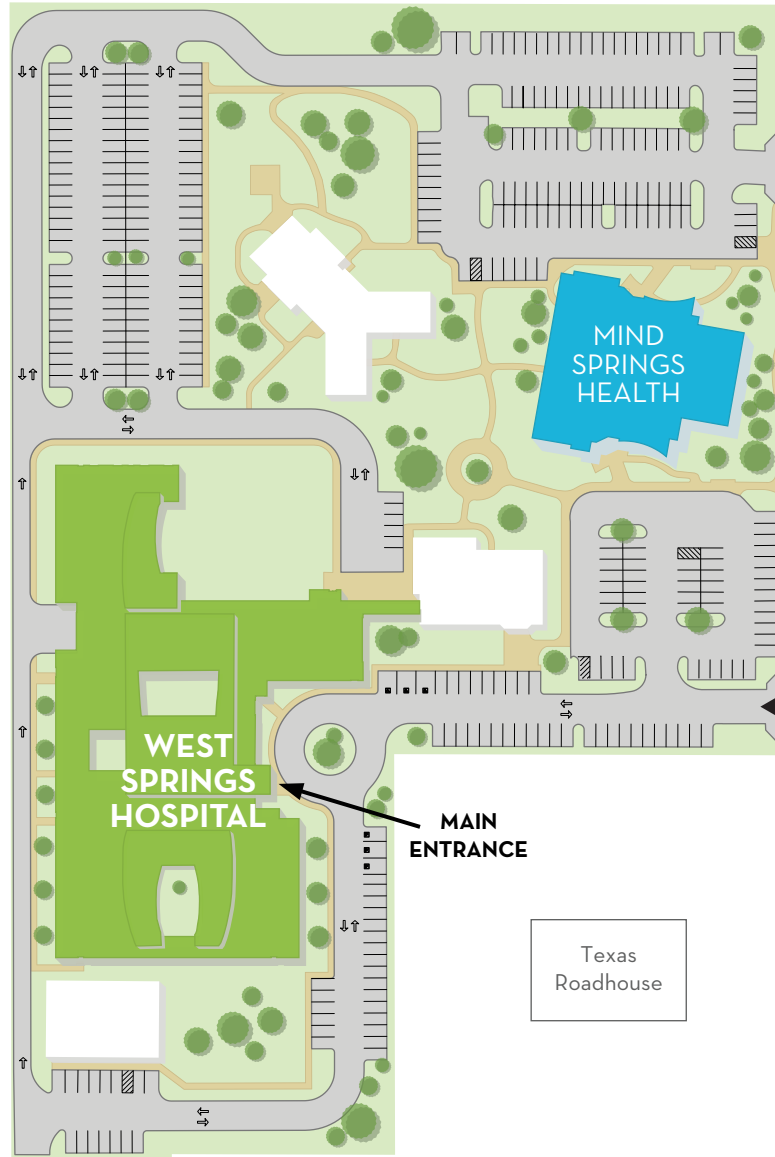 MIND
SPRINGS
HEALTH
WEST
SPRINGS
HOSPITAL
MAIN
ENTRANCE
Texas
Roadhouse